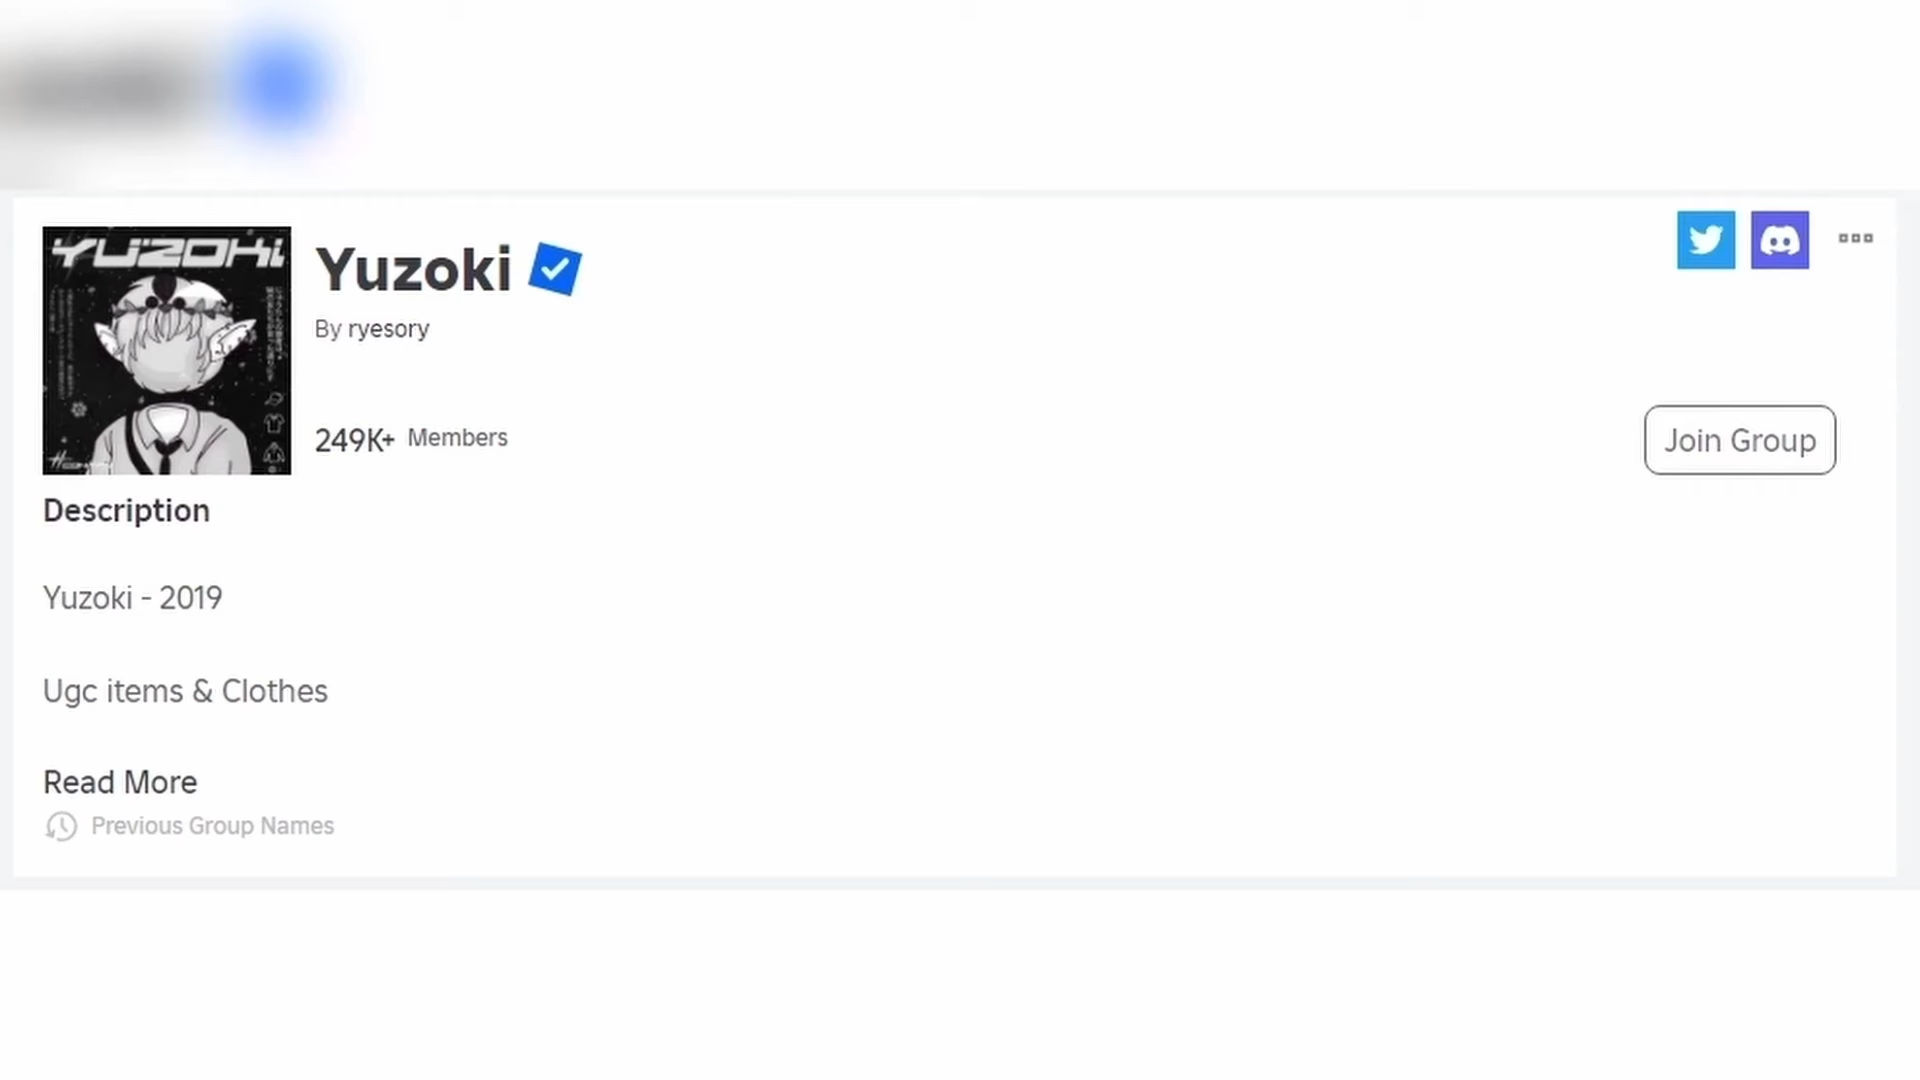 YUZOKi
Yuzoki
By ryesory
249K+ Members
Join Group
Description
Yuzoki - 2019
Ugc items & Clothes
Read More
Previous Group Names